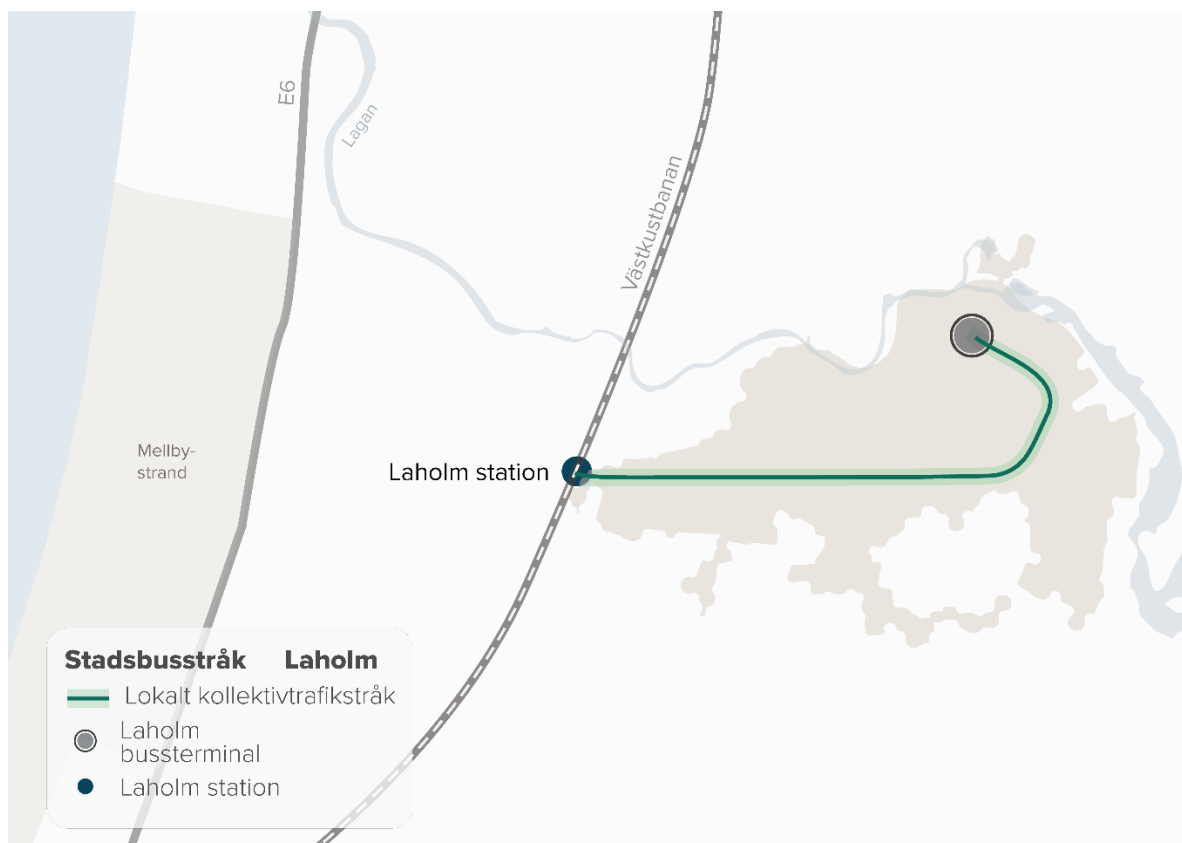 E6
Lagan
Västkustbanan
Mellby-
strand
Laholm station
Stadsbusstråk Laholm
Lokalt kollektivtrafikstråk
Laholm
bussterminal
Laholm station